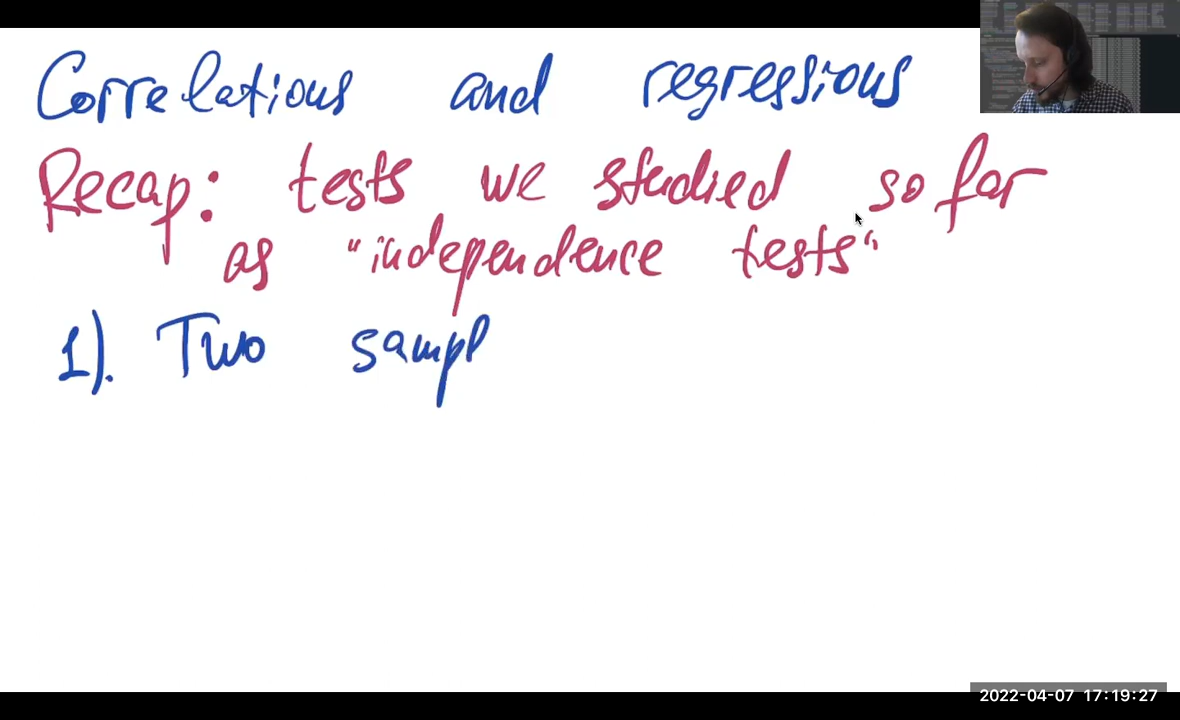 Correlations and regressions
Recap: tests we studied so far
as "independence tests"
1). Two sampl
2022-04-07 17:19:27